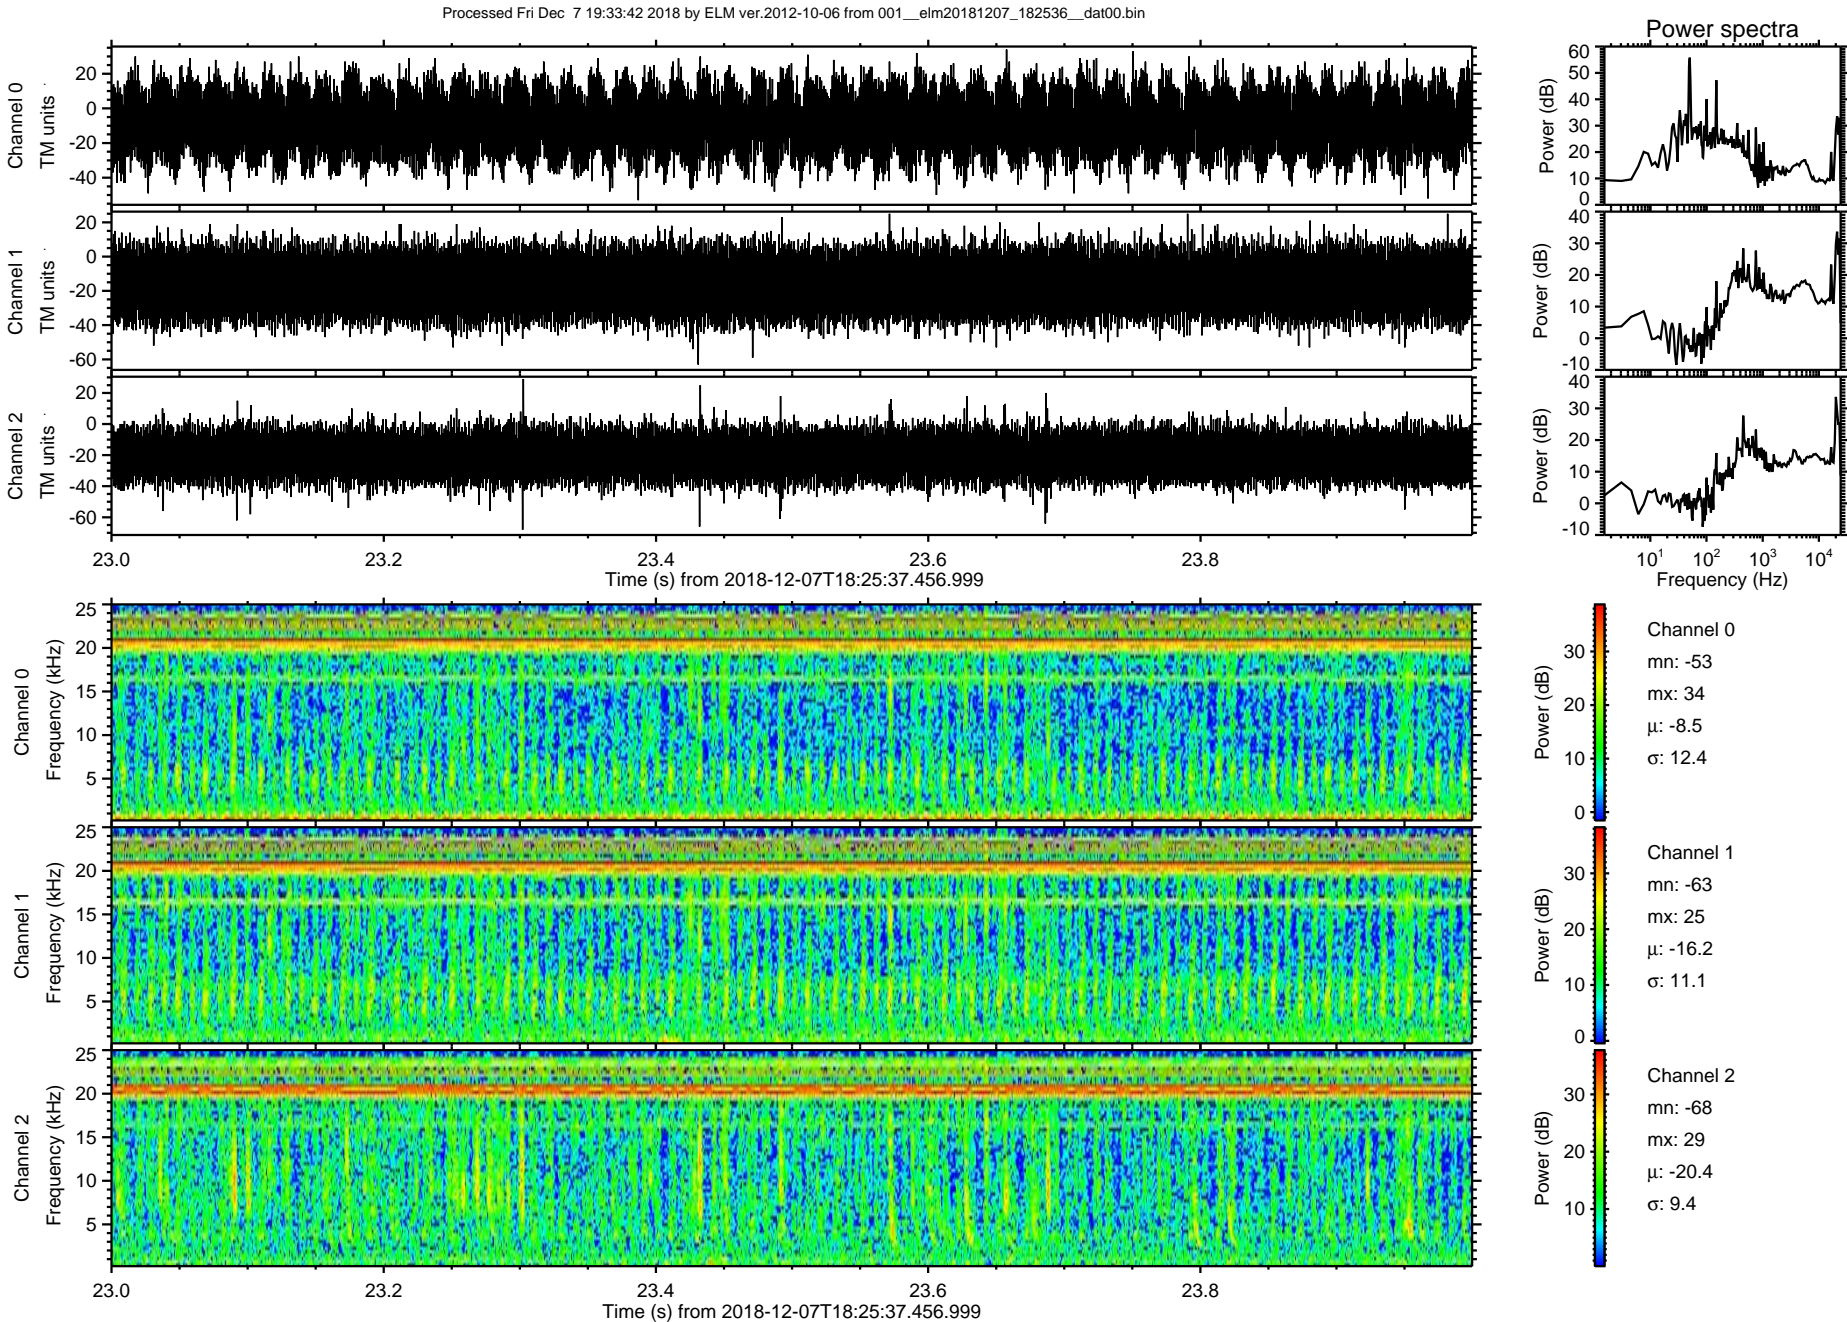 Processed Fri Dec 7 19:33:42 2018 by ELM ver.2012-10-06 from 001__elm20181207_182536__dat00.bin
Power spectra
Channel 0
TM units
20
0
-20
-40
Power (dB)
60
50
40
30
20
10
0
Channel 1
TM units
20
0
-20
-40
-60
Power (dB)
40
30
20
10
0
-10
Channel 2
TM units
20
0
-20
-40
-60
Power (dB)
40
30
20
10
0
-10
23.0 23.2 23.4 23.6 23.8
Time (s) from 2018-12-07T18:25:37.456.999
10¹ 10² 10³ 10⁴
Frequency (Hz)
Channel 0
Frequency (kHz)
25
20
15
10
5
Power (dB)
30
20
10
0
Channel 0
mn: -53
mx: 34
µ: -8.5
σ: 12.4
Channel 1
Frequency (kHz)
25
20
15
10
5
Power (dB)
30
20
10
0
Channel 1
mn: -63
mx: 25
µ: -16.2
σ: 11.1
Channel 2
Frequency (kHz)
25
20
15
10
5
Power (dB)
30
20
10
Channel 2
mn: -68
mx: 29
µ: -20.4
σ: 9.4
23.0 23.2 23.4 23.6 23.8
Time (s) from 2018-12-07T18:25:37.456.999